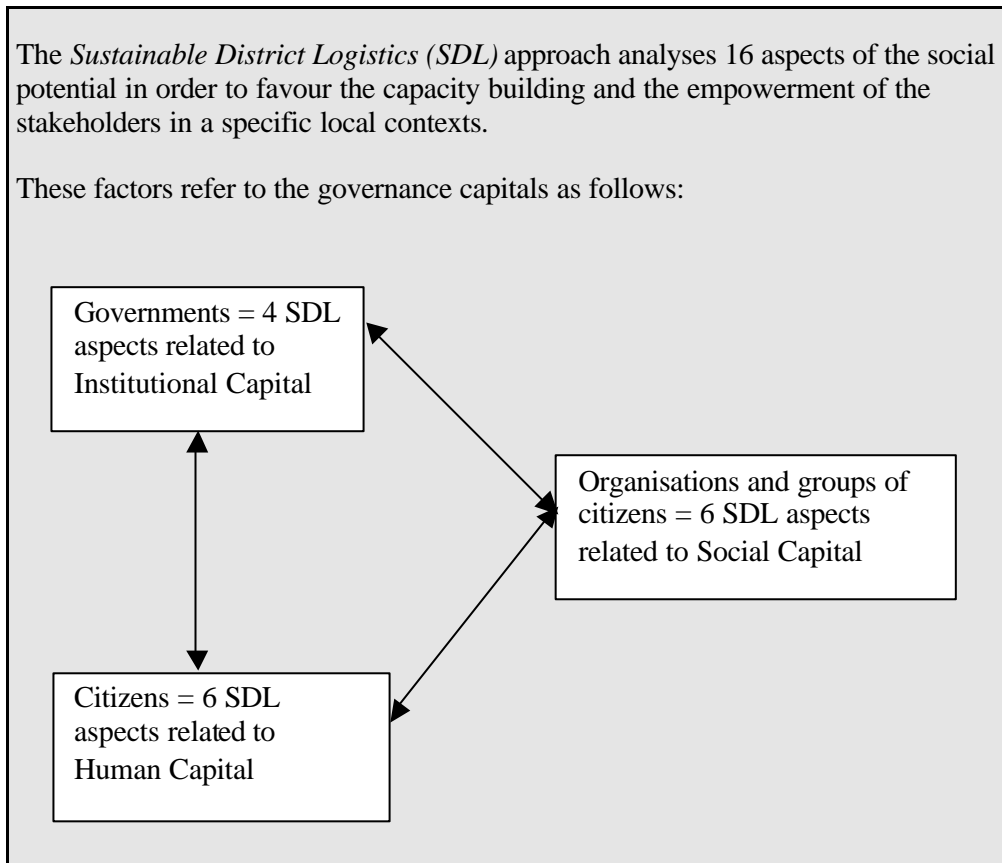 The Sustainable District Logistics (SDL) approach analyses 16 aspects of the social
potential in order to favour the capacity building and the empowerment of the
stakeholders in a specific local contexts.
These factors refer to the governance capitals as follows:
Governments = 4 SDL
aspects related to
Institutional Capital
Organisations and groups of
citizens = 6 SDL aspects
related to Social Capital
Citizens = 6 SDL
aspects related to
Human Capital